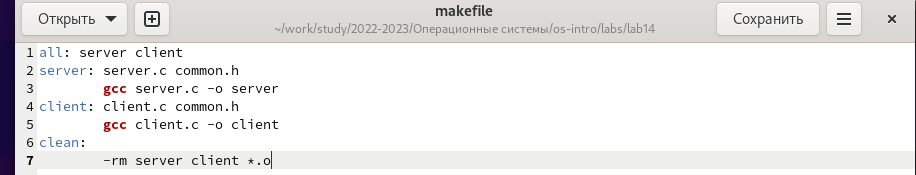 Открыть
makefile
~/work/study/2022-2023/Операционные системы/os-intro/labs/lab14
Сохранить
1 all: server client
2 server: server.c common.h
3 gcc server.c -o server
4 client: client.c common.h
5 gcc client.c -o client
6 clean:
7 -rm server client *.o